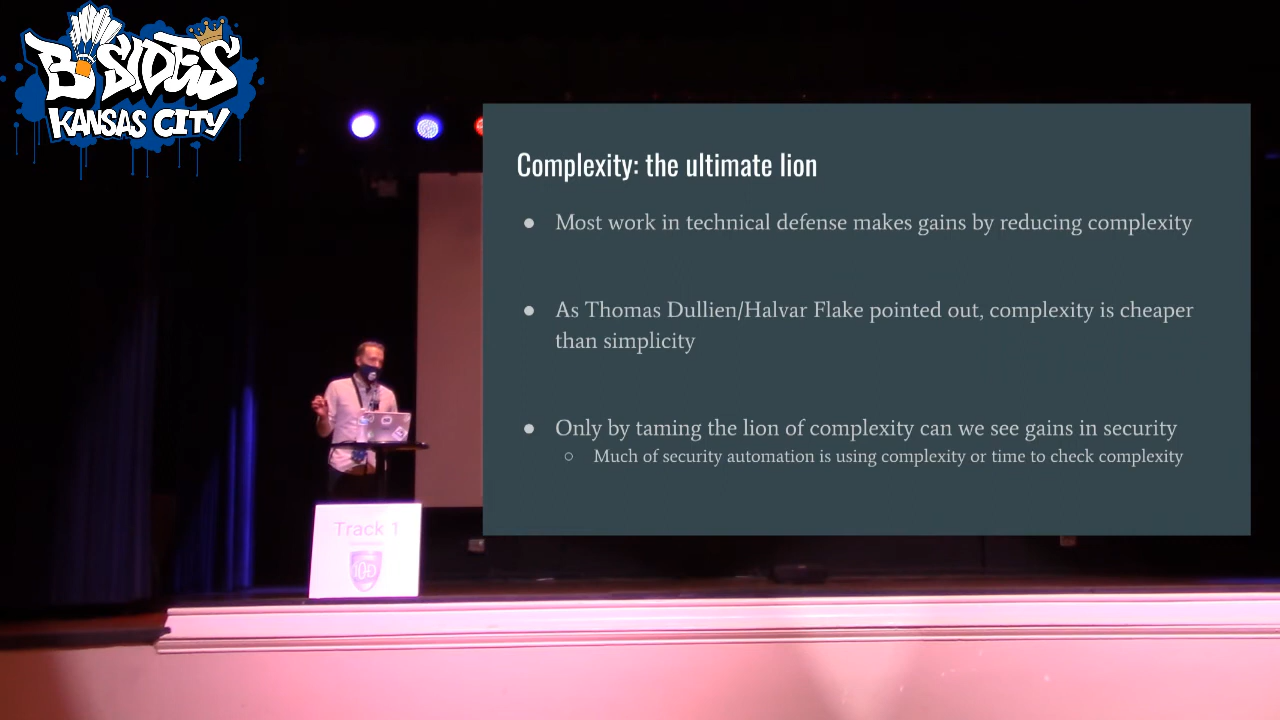 B·SIDES
KANSAS CITY
Complexity: the ultimate lion
● Most work in technical defense makes gains by reducing complexity
● As Thomas Dullien/Halvar Flake pointed out, complexity is cheaper
than simplicity
● Only by taming the lion of complexity can we see gains in security
○ Much of security automation is using complexity or time to check complexity
Track 1